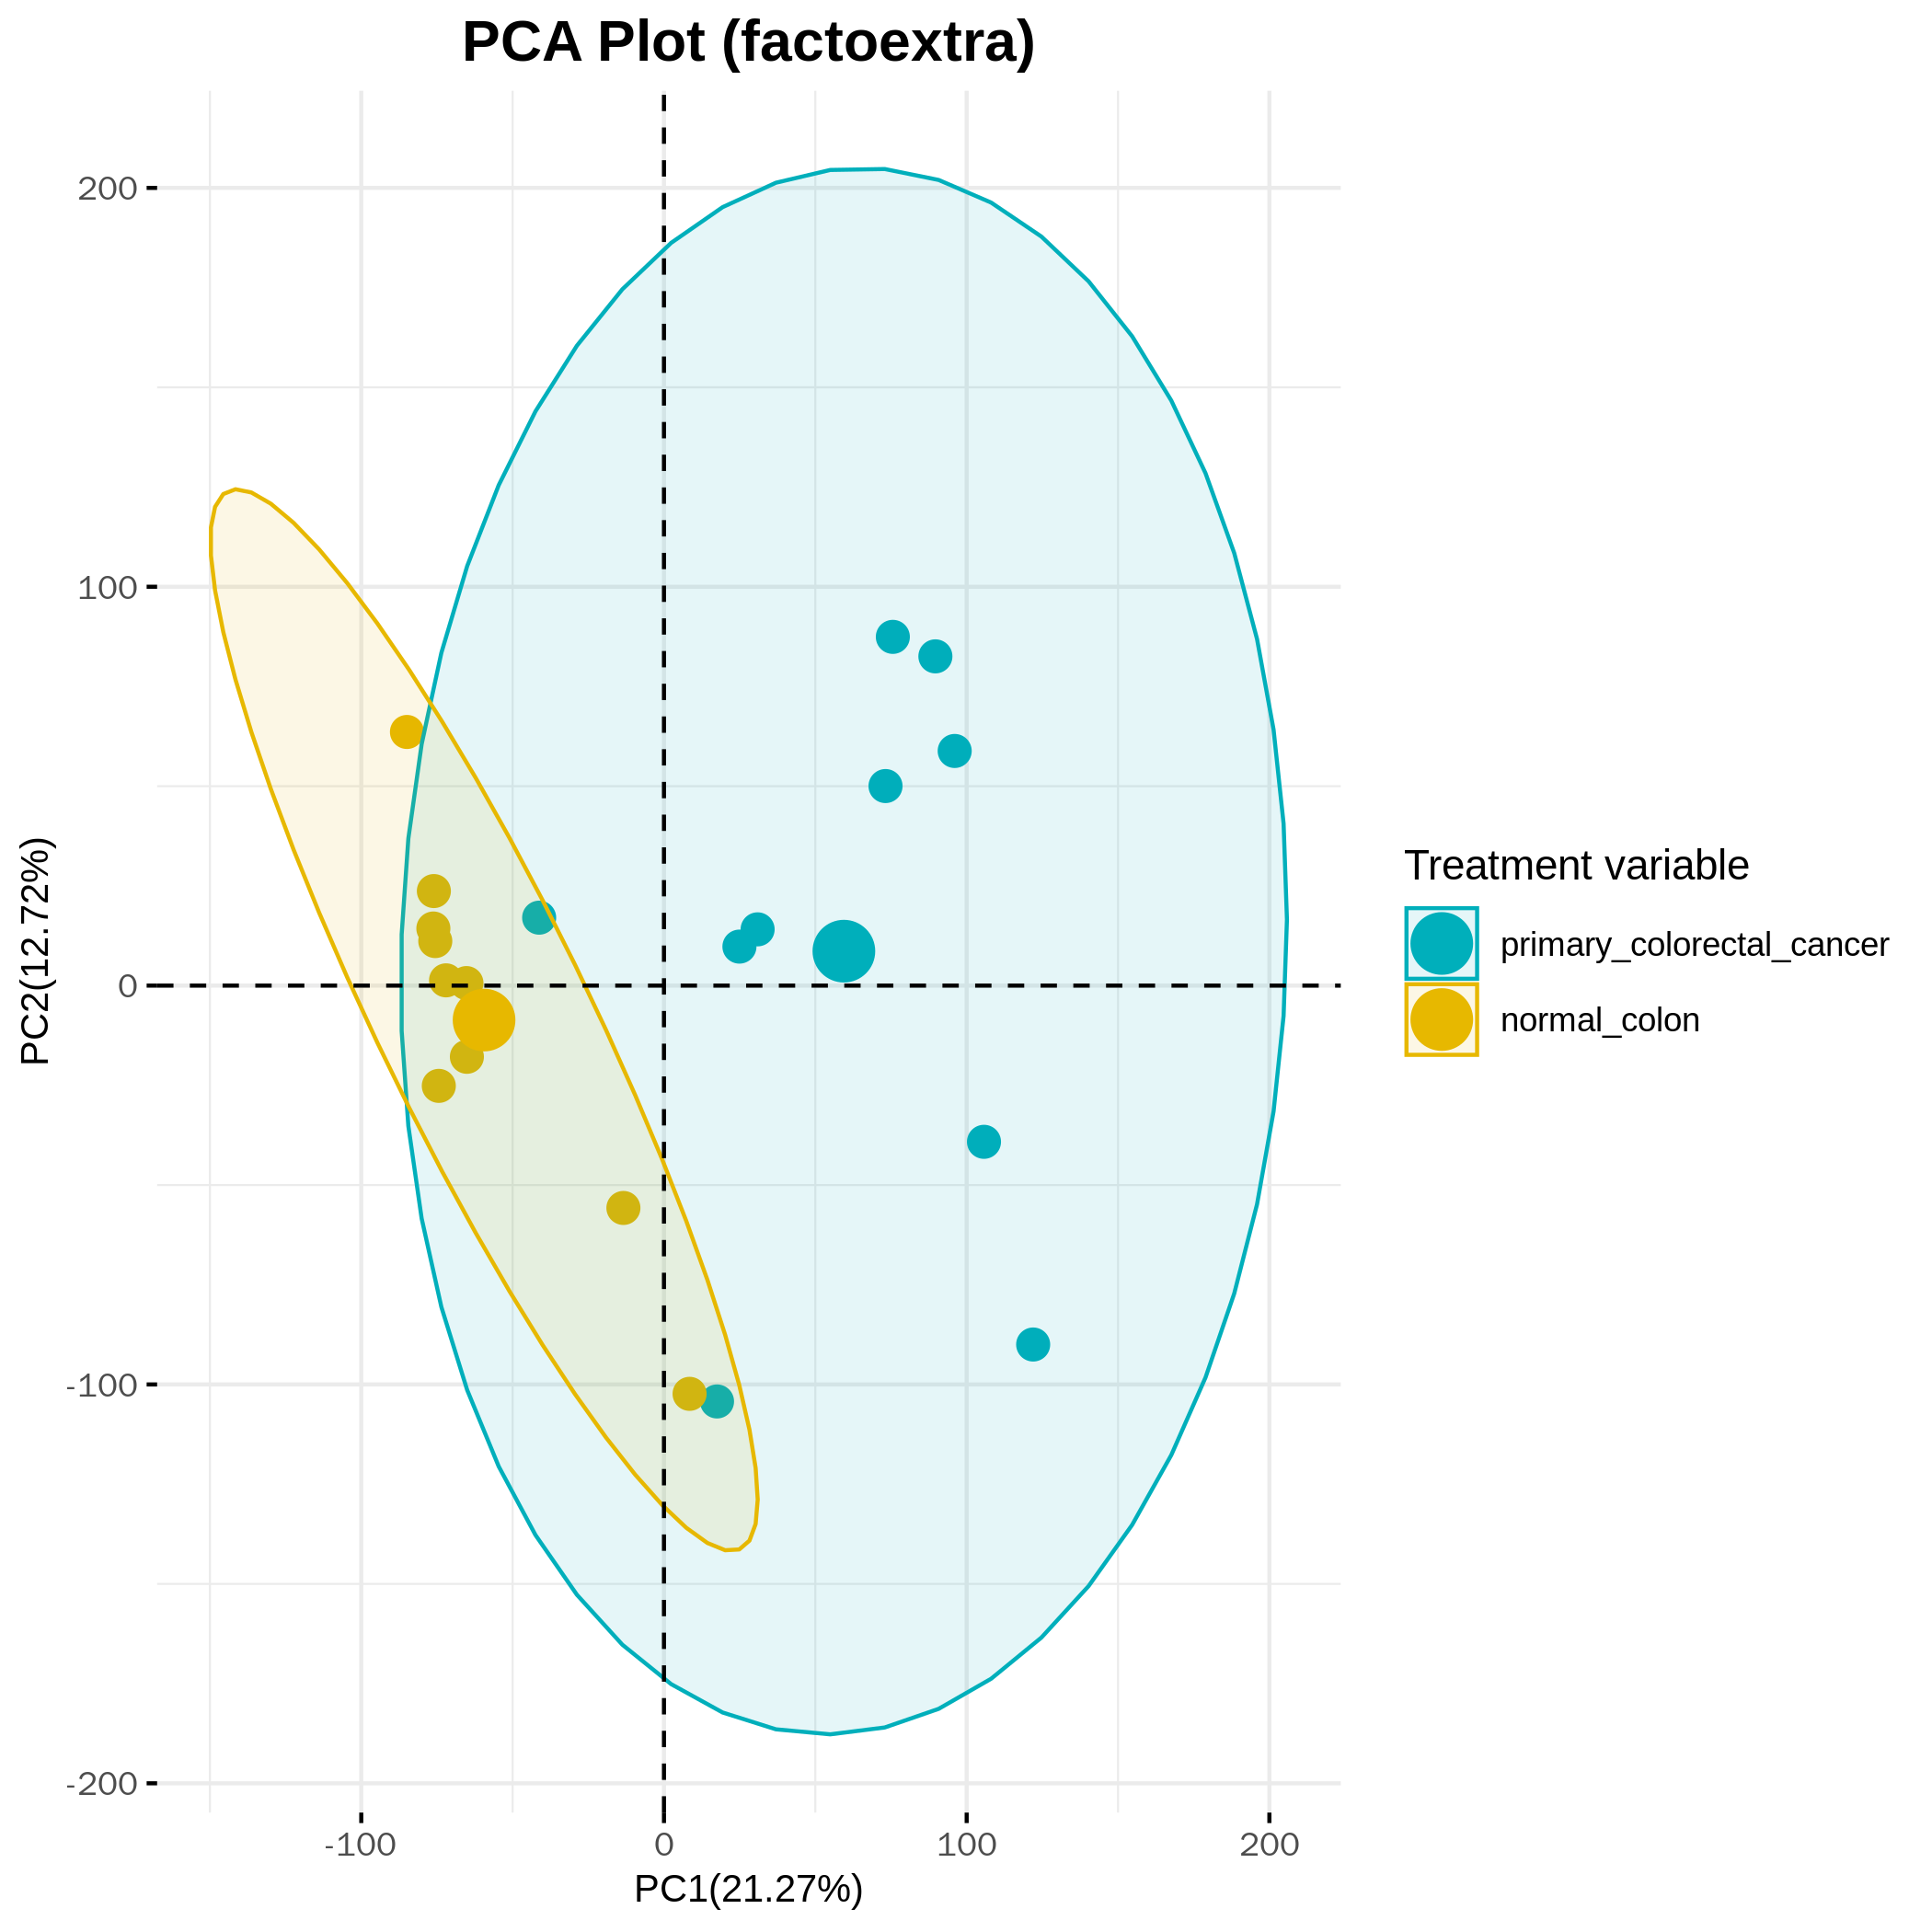 PCA Plot (factoextra)
200
100
0
-100
-200
PC2(12.72%)
-100 0 100 200
PC1(21.27%)
Treatment variable
primary_colorectal_cancer
normal_colon